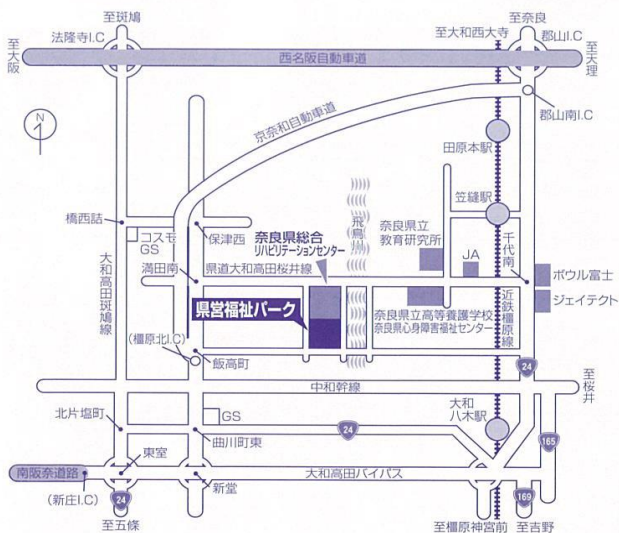 至斑鳩
至奈良
法隆寺I.C
至大和西大寺
郡山I.C
至大阪
西名阪自動車道
至天理
N
京奈和自動車道
郡山南I.C
田原本駅
笠縫駅
橋西詰
コスモ
GS
保津西
奈良県総合
リハビリテーションセンター
飛鳥川
奈良県立
教育研究所
千代南
満田南
県道大和高田桜井線
JA
ボウル富士
大和高田斑鳩線
県営福祉パーク
奈良県立高等養護学校
奈良県心身障害福祉センター
近鉄橿原線
ジェイテクト
(橿原北I.C)
飯高町
24
至桜井
中和幹線
大和
八木駅
北片塩町
GS
24
曲川町東
165
東室
南阪奈道路
大和高田バイパス
(新庄I.C)
24
新堂
169
至五條
至橿原神宮前
至吉野